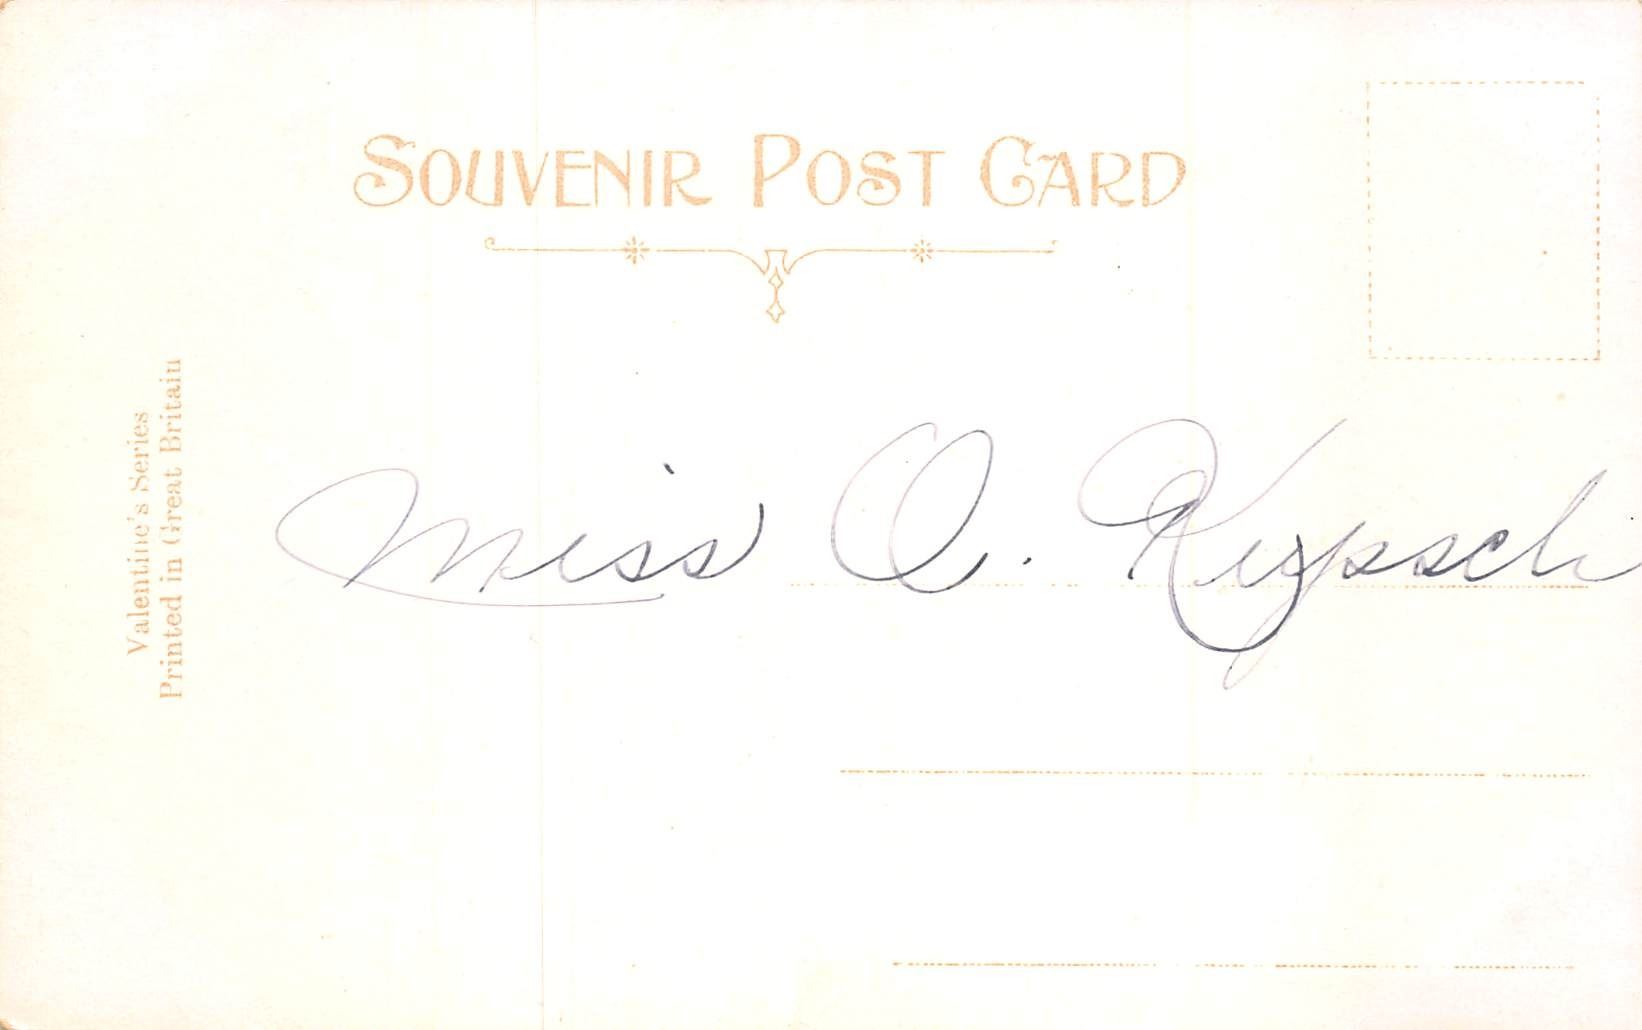 SOUVENIR POST CARD
Valentine's Series
Printed in Great Britain
Miss O.